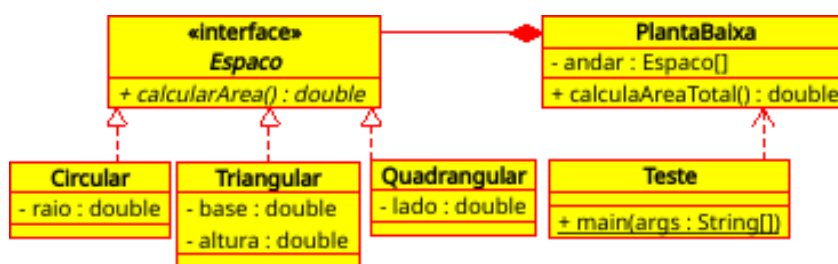 «interface»
Espaco
+ calcularArea() : double
PlantaBaixa
- andar : Espaco[]
+ calculaAreaTotal() : double
Circular
- raio : double
Triangular
- base : double
- altura : double
Quadrangular
- lado : double
Teste
+ main(args : String[])